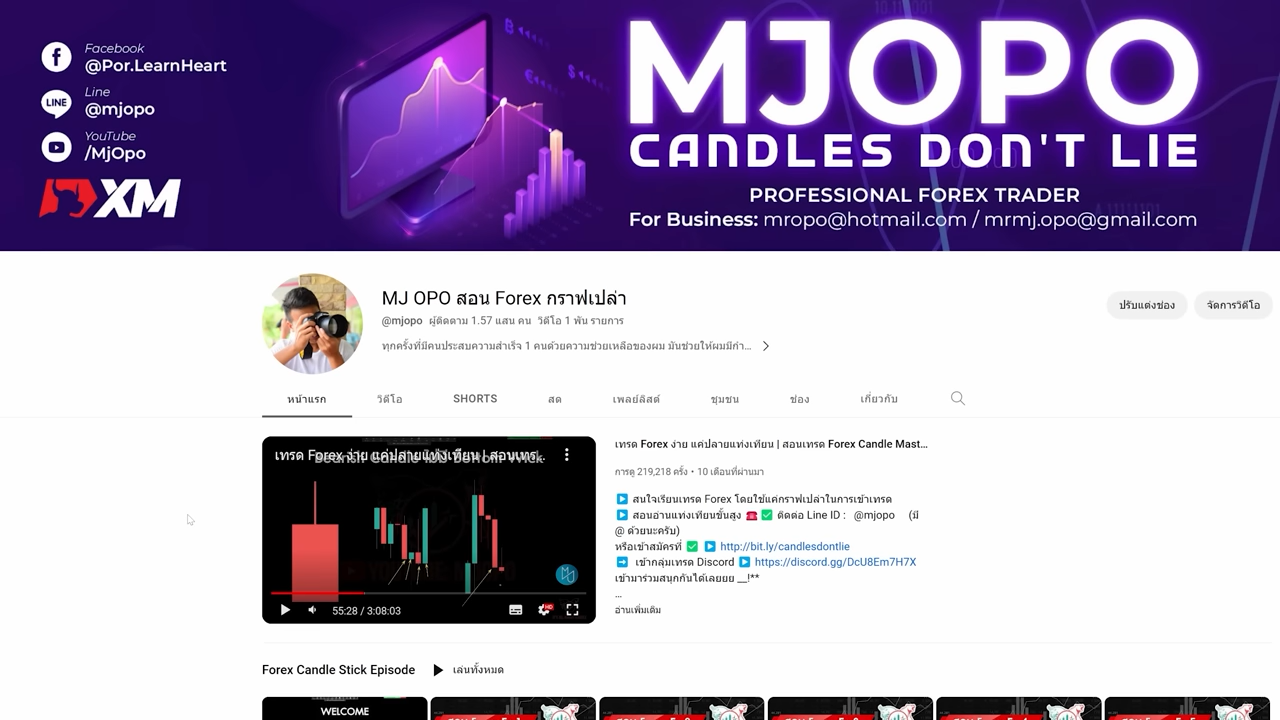 Facebook
@Por.LearnHeart
Line
@mjopo
YouTube
/MjOpo
XM
MJOPO
CANDLES DON'T LIE
PROFESSIONAL FOREX TRADER
For Business: mropo@hotmail.com / mrmj.opo@gmail.com
MJ OPO สอน Forex กราฟเปล่า
@mjopo ผู้ติดตาม 1.57 แสน คน วิดีโอ 1 พัน รายการ
ทุกครั้งที่มีคนประสบความสำเร็จ 1 คนด้วยความช่วยเหลือของผม มันช่วยให้ผมมีกำ...
ปรับแต่งช่อง
จัดการวิดีโอ
หน้าแรก วิดีโอ SHORTS สด เพลย์ลิสต์ ชุมชน ช่อง เกี่ยวกับ
เทรด Forex ง่าย แค่ปลายแท่งเทียน | สอนเทร...
55:28 / 3:08:03
เทรด Forex ง่าย แค่ปลายแท่งเทียน | สอนเทรด Forex Candle Mast...
การดู 219,218 ครั้ง • 10 เดือนที่ผ่านมา
สนใจเรียนเทรด Forex โดยใช้แค่กราฟเปล่าในการเข้าเทรด
สอนอ่านแท่งเทียนขั้นสูง ติดต่อ Line ID : @mjopo (มี
@ ด้วยนะครับ)
หรือเข้าสมัครที่ http://bit.ly/candlesdontlie
เข้ากลุ่มเทรด Discord https://discord.gg/DcU8Em7H7X
เข้ามาร่วมสนุกกันได้เลยยย __!**
...
อ่านเพิ่มเติม
Forex Candle Stick Episode เล่นทั้งหมด
WELCOME